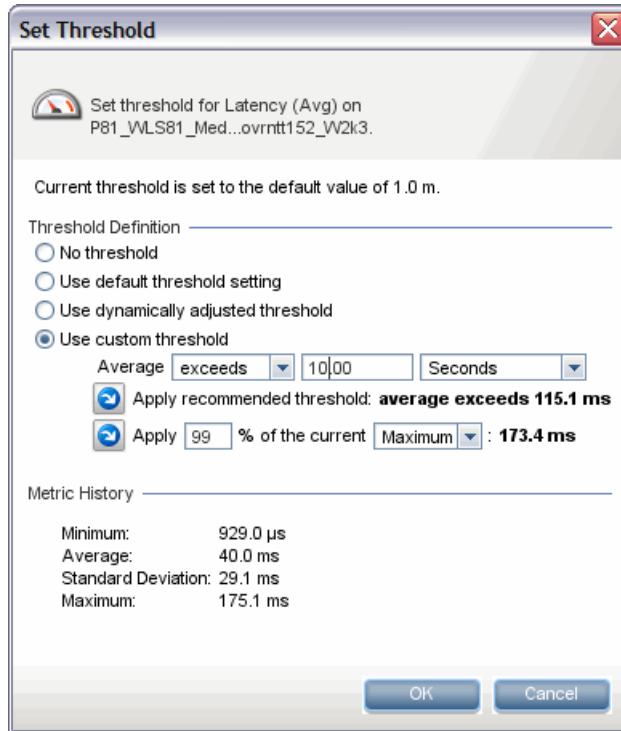 Set Threshold
Set threshold for Latency (Avg) on
P81_WLS81_Med...ovrntt152_W2k3.
Current threshold is set to the default value of 1.0 m.
Threshold Definition
No threshold
Use default threshold setting
Use dynamically adjusted threshold
Use custom threshold
Average exceeds 10.00 Seconds
Apply recommended threshold: average exceeds 115.1 ms
Apply 99 % of the current Maximum : 173.4 ms
Metric History
Minimum: 929.0 µs
Average: 40.0 ms
Standard Deviation: 29.1 ms
Maximum: 175.1 ms
OK Cancel